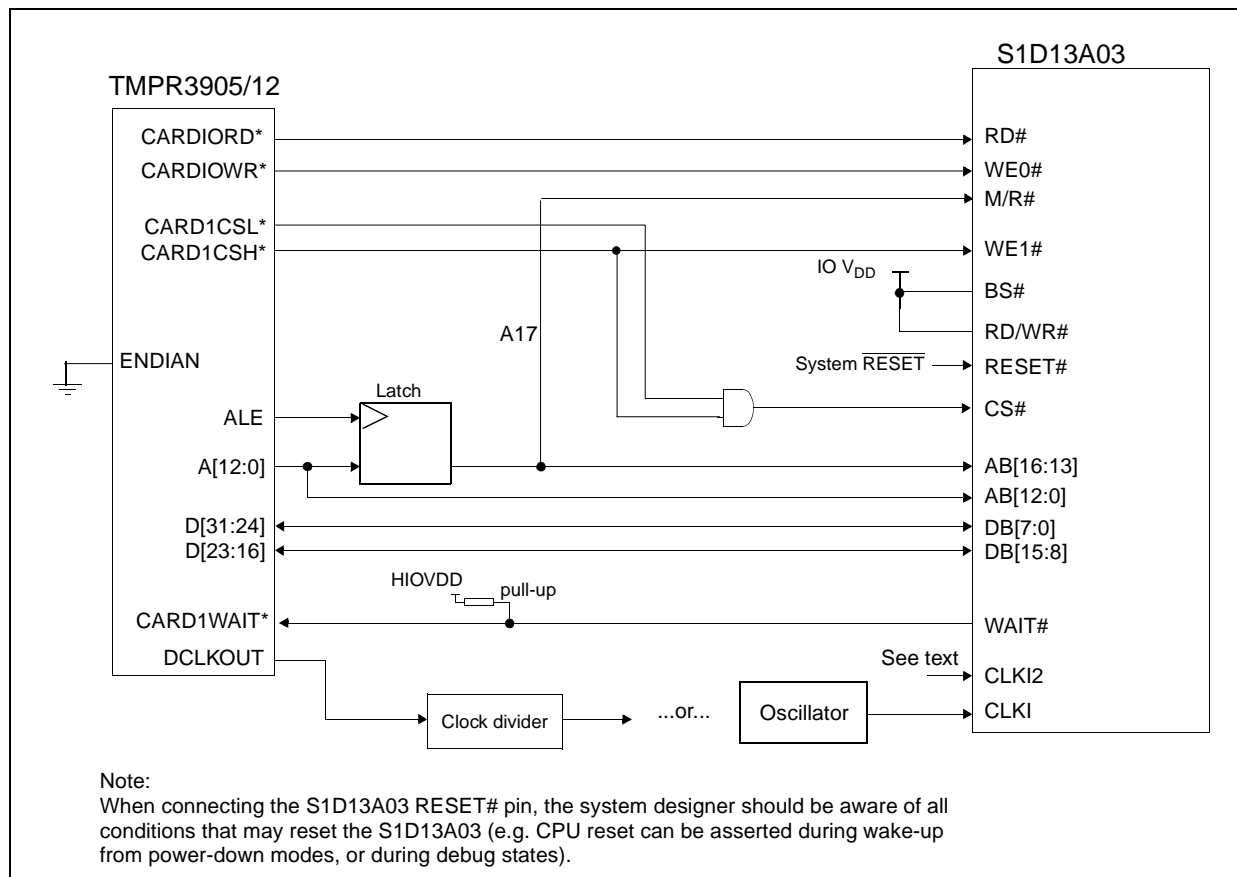 S1D13A03
TMPR3905/12
CARDIORD*
RD#
CARDIOWR*
WE0#
M/R#
CARD1CSL*
CARD1CSH*
WE1#
IO VDD
BS#
A17
RD/WR#
ENDIAN
System RESET
RESET#
Latch
ALE
CS#
A[12:0]
AB[16:13]
AB[12:0]
D[31:24]
DB[7:0]
D[23:16]
DB[15:8]
HIOVDD
pull-up
CARD1WAIT*
WAIT#
DCLKOUT
See text
CLKI2
Clock divider
...or...
Oscillator
CLKI
Note:
When connecting the S1D13A03 RESET# pin, the system designer should be aware of all
conditions that may reset the S1D13A03 (e.g. CPU reset can be asserted during wake-up
from power-down modes, or during debug states).